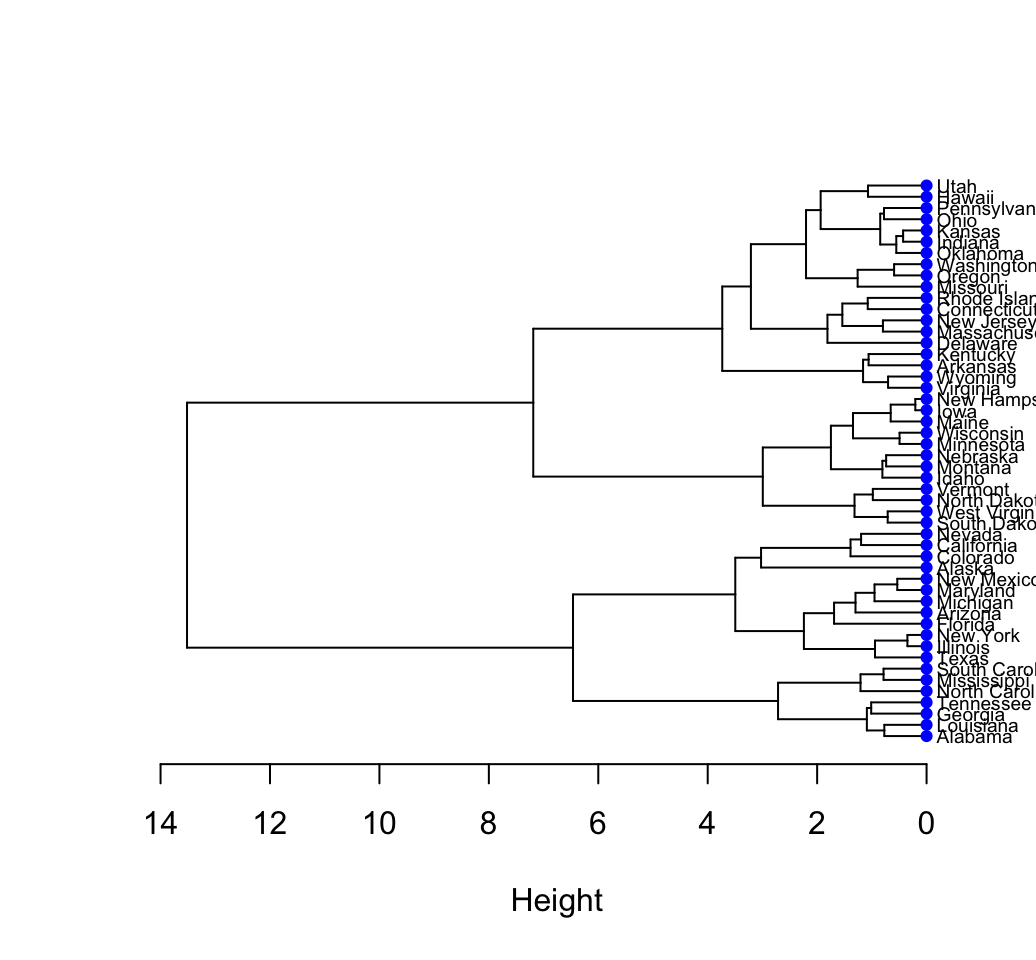 Utah
Hawaii
Pennsylvan
Ohio
Kansas
Indiana
Oklahoma
Washington
Oregon
Missouri
Rhode Islan
Connecticut
New Jersey
Massachuse
Delaware
Kentucky
Arkansas
Wyoming
Virginia
New Hamps
Iowa
Maine
Wisconsin
Minnesota
Nebraska
Montana
Idaho
Vermont
North Dakot
West Virgin
South Dako
Nevada
California
Colorado
Alaska
New Mexico
Maryland
Michigan
Arizona
Florida
New York
Illinois
Texas
South Carol
Mississippi
North Carol
Tennessee
Georgia
Louisiana
Alabama
14 12 10 8 6 4 2 0
Height